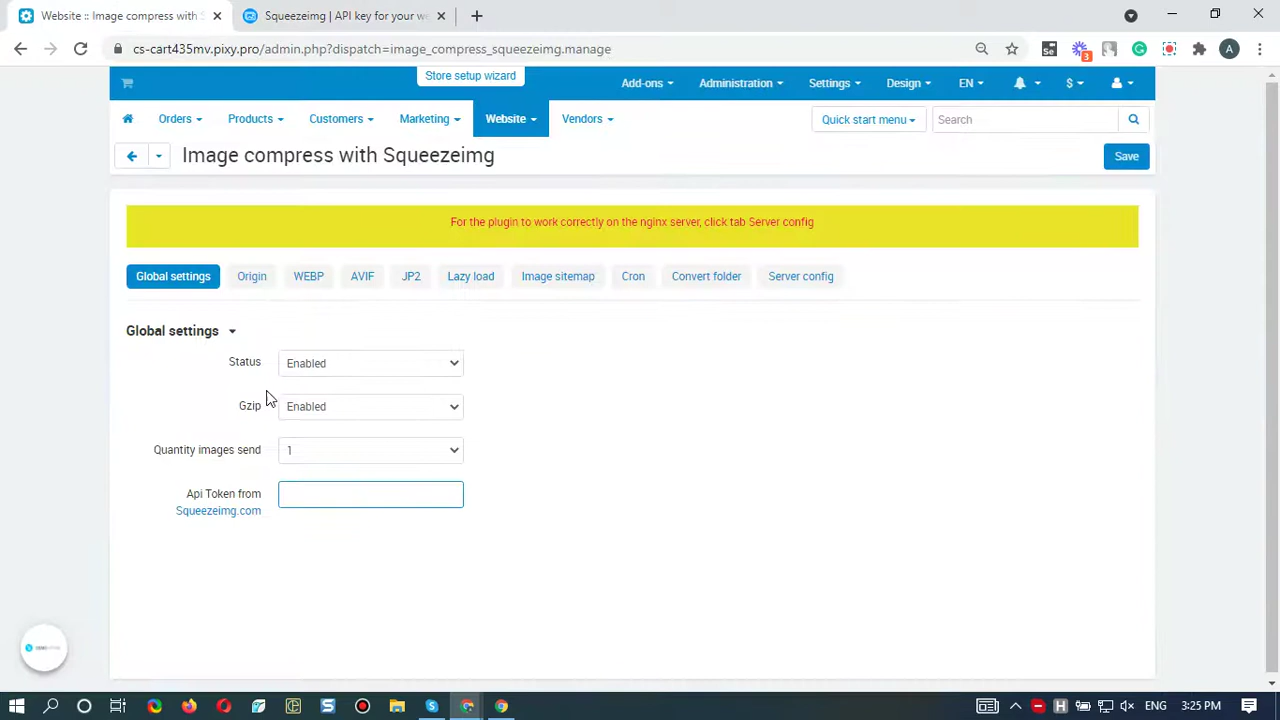 Website :: Image compress with S
Squeezeimg | API key for your we
cs-cart435mv.pixy.pro/admin.php?dispatch=image_compress_squeezeimg.manage
Se
3
A
Store setup wizard
Add-ons
Administration
Settings
Design
EN
$
Orders
Products
Customers
Marketing
Website
Vendors
Quick start menu
Search
Image compress with Squeezeimg
Save
For the plugin to work correctly on the nginx server, click tab Server config
Global settings
Origin
WEBP
AVIF
JP2
Lazy load
Image sitemap
Cron
Convert folder
Server config
Global settings
Status
Enabled
Gzip
Enabled
Quantity images send
1
Api Token from
Squeezeimg.com
3:25 PM